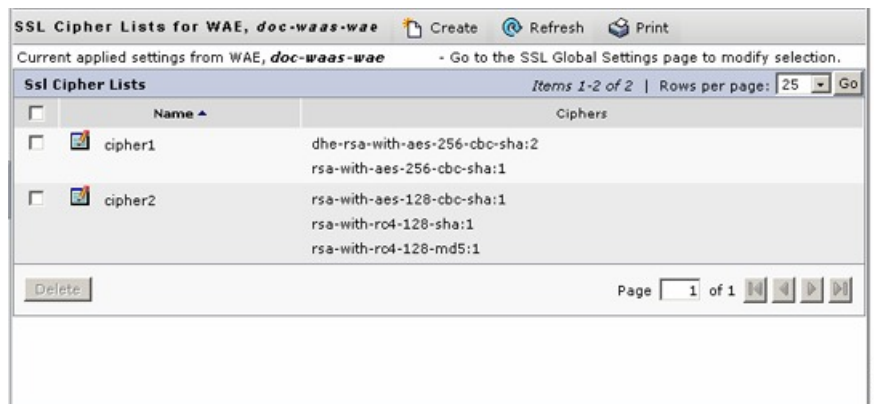 SSL Cipher Lists for WAE, doc-waas-wae Create Refresh Print
Current applied settings from WAE, doc-waas-wae - Go to the SSL Global Settings page to modify selection.
Ssl Cipher Lists Items 1-2 of 2 | Rows per page: 25 Go
Name Ciphers
cipher1 dhe-rsa-with-aes-256-cbc-sha:2
rsa-with-aes-256-cbc-sha:1
cipher2 rsa-with-aes-128-cbc-sha:1
rsa-with-rc4-128-sha:1
rsa-with-rc4-128-md5:1
Delete Page 1 of 1